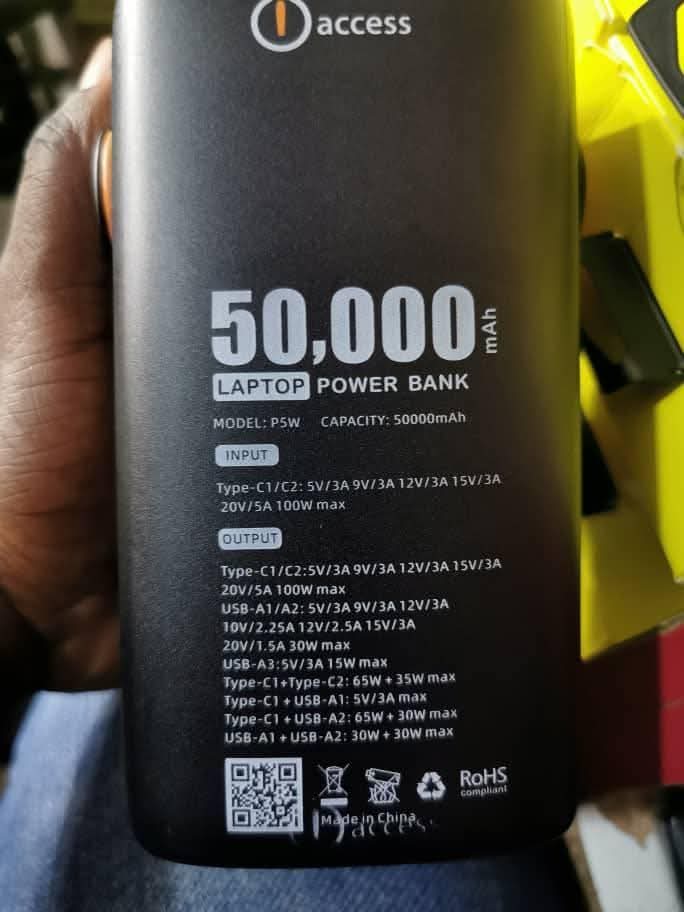 access
50,000 mAh
LAPTOP POWER BANK
MODEL: P5W CAPACITY: 50000mAh
INPUT
Type-C1/C2: 5V/3A 9V/3A 12V/3A 15V/3A
20V/5A 100W max
OUTPUT
Type-C1/C2:5V/3A 9V/3A 12V/3A 15V/3A
20V/5A 100W max
USB-A1/A2: 5V/3A 9V/3A 12V/3A
10V/2.25A 12V/2.5A 15V/3A
20V/1.5A 30W max
USB-A3:5V/3A 15W max
Type-C1+Type-C2: 65W + 35W max
Type-C1 + USB-A1: 5V/3A max
Type-C1 + USB-A2: 65W + 30W max
USB-A1 + USB-A2: 30W + 30W max
RoHS
compliant
Made in China
access